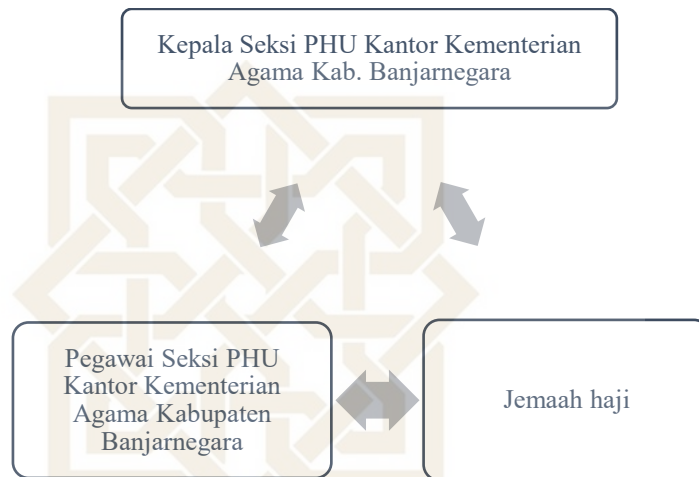 Kepala Seksi PHU Kantor Kementerian
Agama Kab. Banjarnegara
Pegawai Seksi PHU
Kantor Kementerian
Agama Kabupaten
Banjarnegara
Jemaah haji